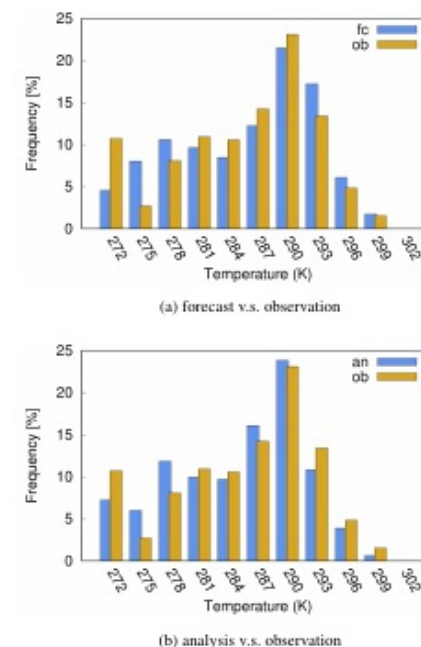 25
fc
ob
20
15
10
5
0
Frequency [%]
272 275 278 281 284 287 290 293 296 299 302
Temperature (K)
(a) forecast v.s. observation
25
an
ob
20
15
10
5
0
Frequency [%]
272 275 278 281 284 287 290 293 296 299 302
Temperature (K)
(b) analysis v.s. observation